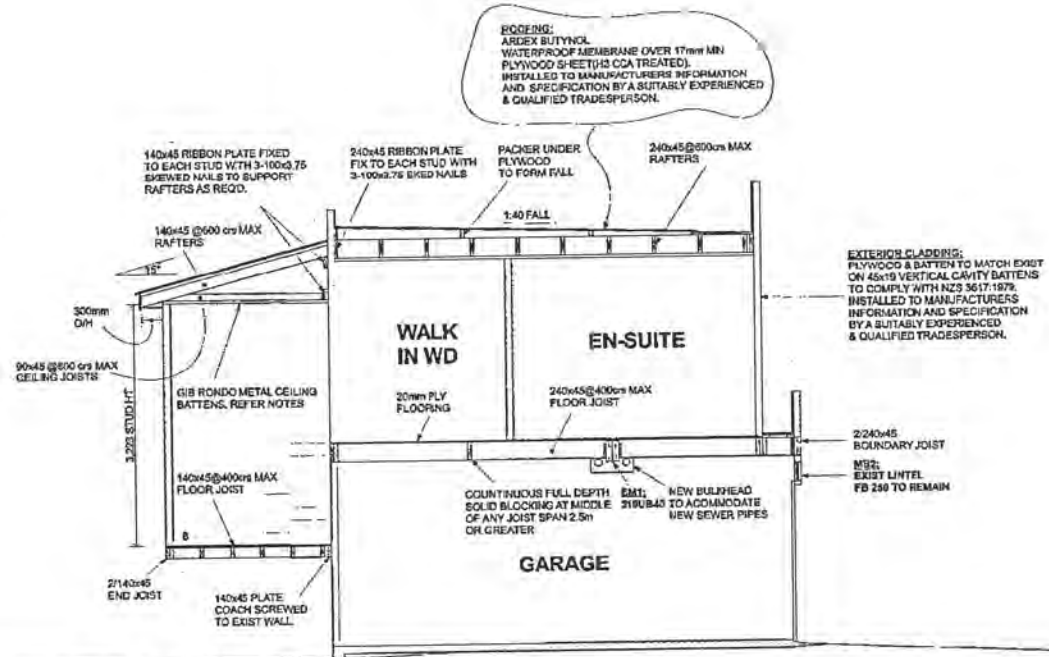 ROOFING:
ARDEX BUTYNOL
WATERPROOF MEMBRANE OVER 17mm MIN
PLYWOOD SHEET(H3 CCA TREATED).
INSTALLED TO MANUFACTURERS INFORMATION
AND SPECIFICATION BY A SUITABLY EXPERIENCED
& QUALIFIED TRADESPERSON.
140x45 RIBBON PLATE FIXED
TO EACH STUD WITH 3-100x3.75
SKEWED NAILS TO SUPPORT
RAFTERS AS REQ'D.
240x45 RIBBON PLATE
FIX TO EACH STUD WITH
3-100x3.75 SKED NAILS
PACKER UNDER
PLYWOOD
TO FORM FALL
240x45@600crs MAX
RAFTERS
1:40 FALL
140x45 @600 crs MAX
RAFTERS
15°
300mm
O/H
EXTERIOR CLADDING:
PLYWOOD & BATTEN TO MATCH EXIST
ON 45x19 VERTICAL CAVITY BATTENS
TO COMPLY WITH NZS 3617:1979.
INSTALLED TO MANUFACTURERS
INFORMATION AND SPECIFICATION
BY A SUITABLY EXPERIENCED
& QUALIFIED TRADESPERSON.
WALK
IN WD
EN-SUITE
90x45 @600 crs MAX
CEILING JOISTS
GIB RONDO METAL CEILING
BATTENS. REFER NOTES
20mm PLY
FLOORING
240x45@400crs MAX
FLOOR JOIST
3,223 STUD HT
140x45@400crs MAX
FLOOR JOIST
2/240x45
BOUNDARY JOIST
EXIST LINTEL
FB 250 TO REMAIN
COUNTINUOUS FULL DEPTH
SOLID BLOCKING AT MIDDLE
OF ANY JOIST SPAN 2.5m
OR GREATER
BM1:
NEW BULKHEAD
TO ACOMMODATE
NEW SEWER PIPES
GARAGE
2/140x45
END JOIST
140x45 PLATE
COACH SCREWED
TO EXIST WALL